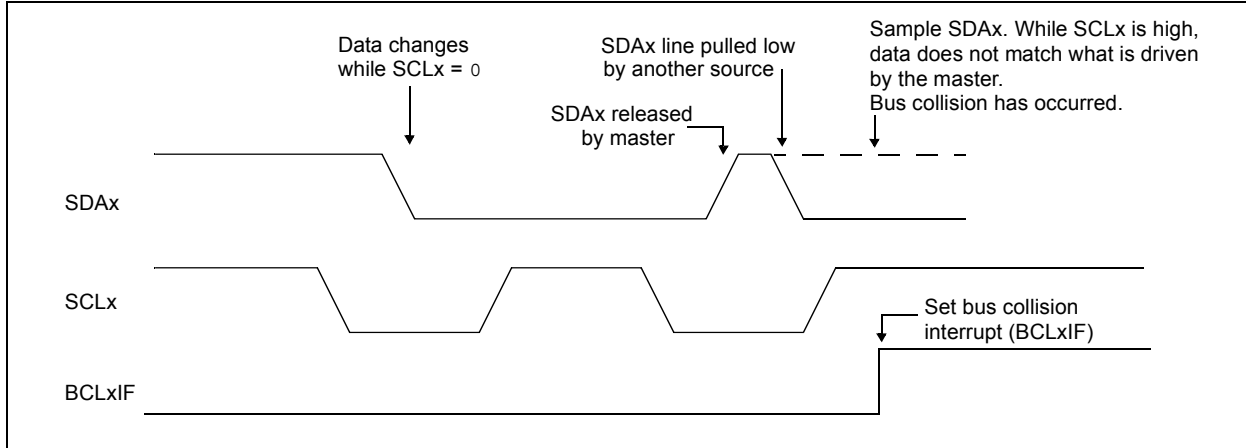 Data changes
while SCLx = 0
SDAx line pulled low
by another source
SDAx released
by master
Sample SDAx. While SCLx is high,
data does not match what is driven
by the master.
Bus collision has occurred.
SDAx
SCLx
Set bus collision
interrupt (BCLxIF)
BCLxIF